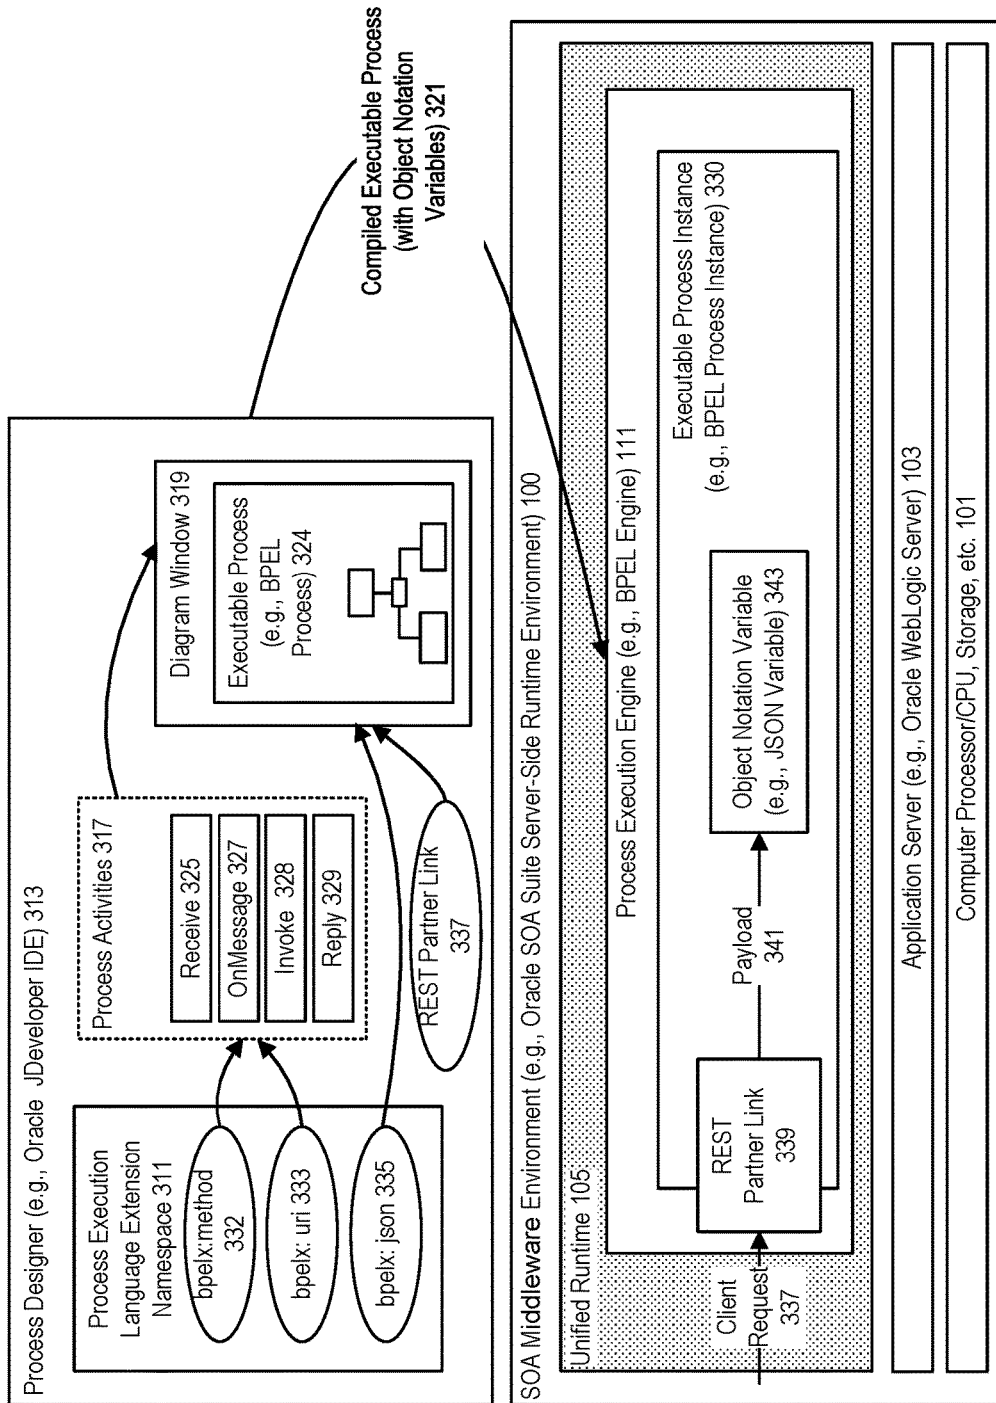 Process Designer (e.g., Oracle JDeveloper IDE) 313
Process Execution
Language Extension
Namespace 311
bpelx:method
332
bpelx: uri 333
bpelx: json 335
Process Activities 317
Receive 325
OnMessage 327
Invoke 328
Reply 329
REST Partner Link
337
Diagram Window 319
Executable Process
(e.g., BPEL
Process) 324
Compiled Executable Process
(with Object Notation
Variables) 321
SOA Middleware Environment (e.g., Oracle SOA Suite Server-Side Runtime Environment) 100
Unified Runtime 105
Process Execution Engine (e.g., BPEL Engine) 111
Executable Process Instance
(e.g., BPEL Process Instance) 330
Client
Request
337
REST
Partner Link
339
Payload
341
Object Notation Variable
(e.g., JSON Variable) 343
Application Server (e.g., Oracle WebLogic Server) 103
Computer Processor/CPU, Storage, etc. 101